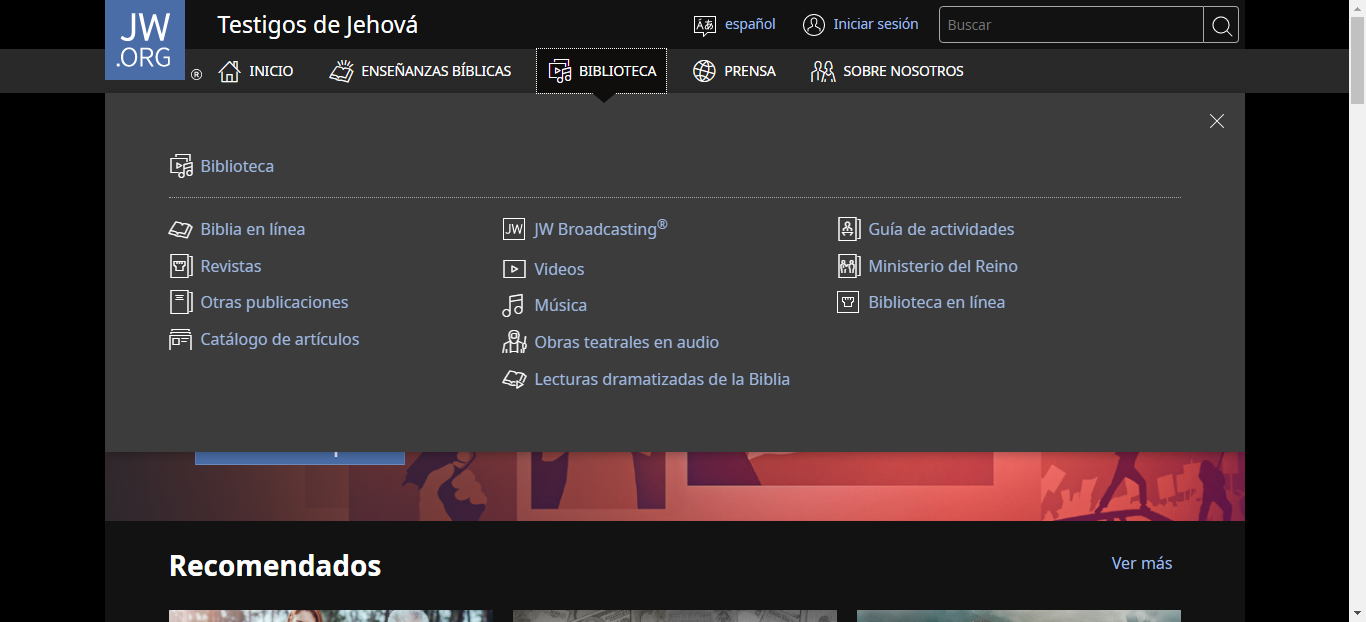 JW
.ORG
®
Testigos de Jehová
español
Iniciar sesión
Buscar
INICIO
ENSEÑANZAS BÍBLICAS
BIBLIOTECA
PRENSA
SOBRE NOSOTROS
Biblioteca
Biblia en línea
Revistas
Otras publicaciones
Catálogo de artículos
JW
JW Broadcasting®
Videos
Música
Obras teatrales en audio
Lecturas dramatizadas de la Biblia
Guía de actividades
Ministerio del Reino
Biblioteca en línea
Recomendados
Ver más